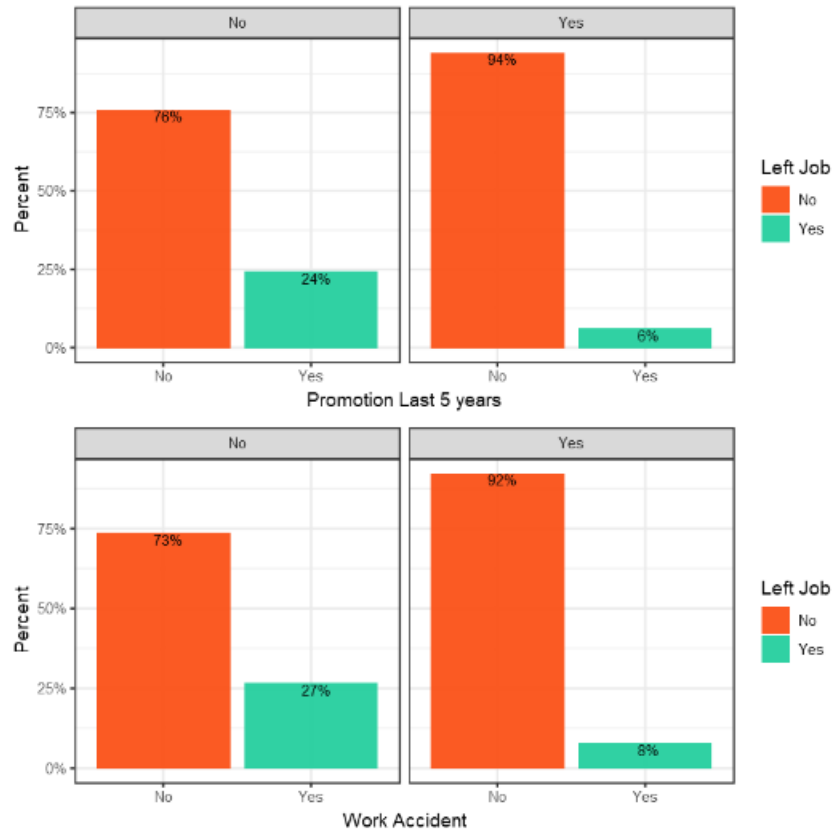 No Yes
94%
76%
75%
50%
25%
24%
6%
0%
No Yes No Yes
Promotion Last 5 years
Percent
Left Job
No
Yes
No Yes
92%
73%
75%
50%
27%
25%
8%
0%
No Yes No Yes
Work Accident
Percent
Left Job
No
Yes